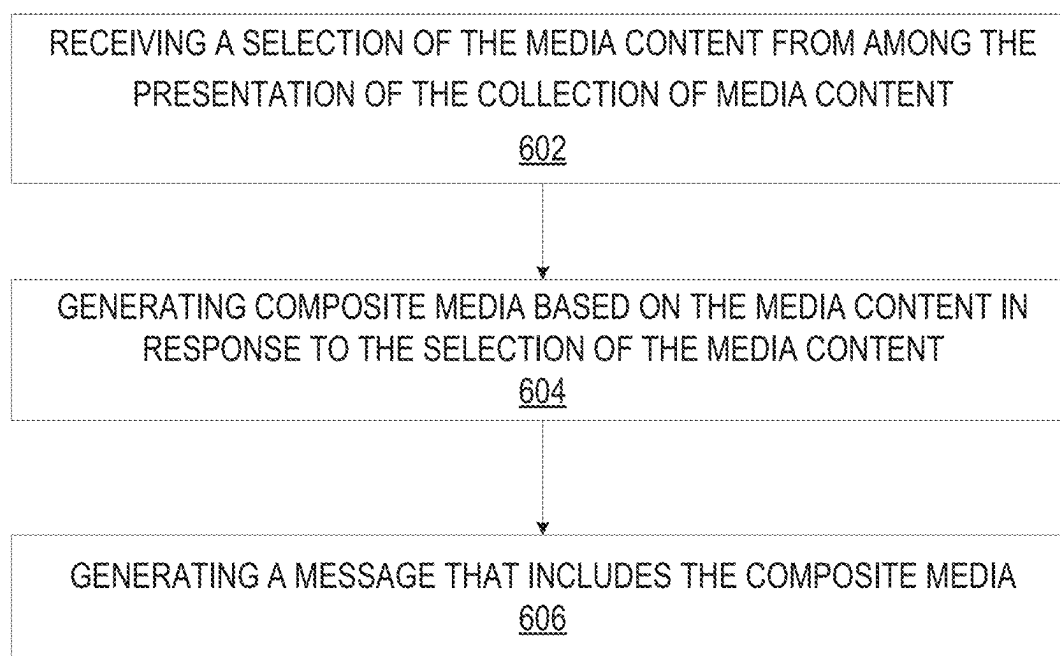 RECEIVING A SELECTION OF THE MEDIA CONTENT FROM AMONG THE
PRESENTATION OF THE COLLECTION OF MEDIA CONTENT
602
GENERATING COMPOSITE MEDIA BASED ON THE MEDIA CONTENT IN
RESPONSE TO THE SELECTION OF THE MEDIA CONTENT
604
GENERATING A MESSAGE THAT INCLUDES THE COMPOSITE MEDIA
606